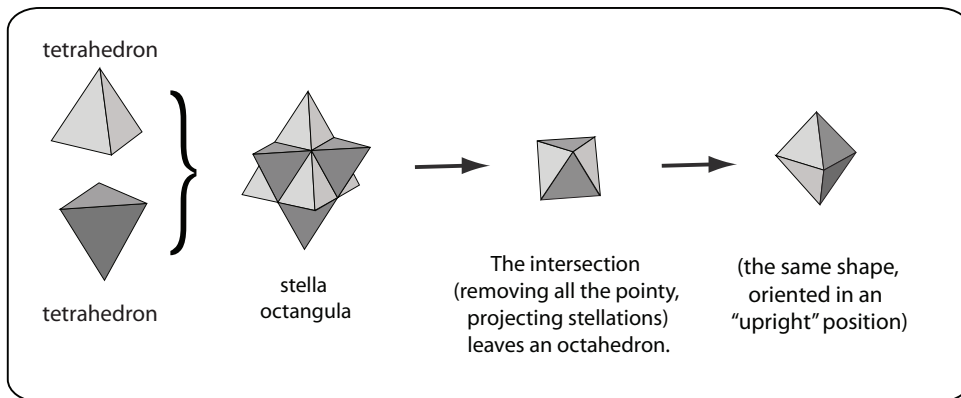 tetrahedron
tetrahedron
stella
octangula
The intersection
(removing all the pointy,
projecting stellations)
leaves an octahedron.
(the same shape,
oriented in an
“upright” position)